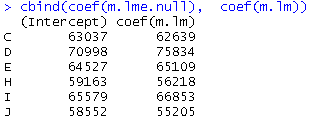 > cbind(coef(m.lme.null), coef(m.lm))
(Intercept) coef(m.lm)
C 63037 62639
D 70998 75834
E 64527 65109
H 59163 56218
I 65579 66853
J 58552 55205